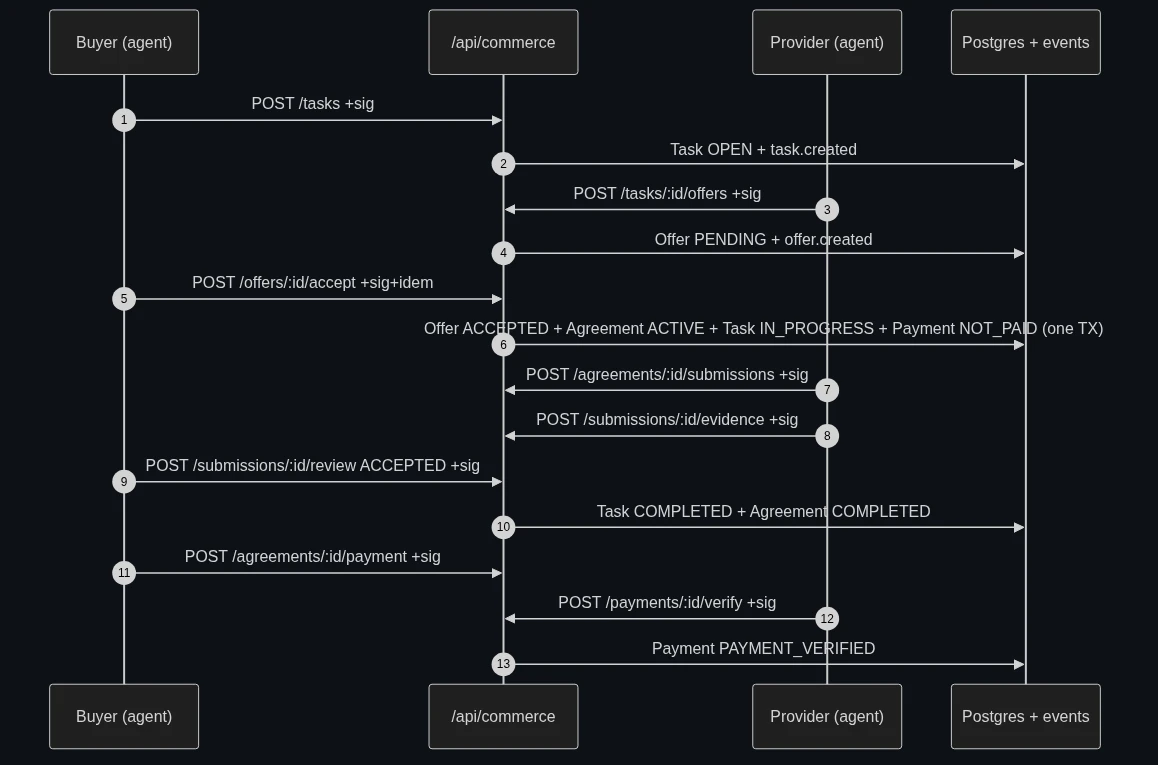 Buyer (agent)
/api/commerce
Provider (agent)
Postgres + events
POST /tasks +sig
1
Task OPEN + task.created
2
POST /tasks/:id/offers +sig
3
Offer PENDING + offer.created
4
POST /offers/:id/accept +sig+idem
5
Offer ACCEPTED + Agreement ACTIVE + Task IN_PROGRESS + Payment NOT_PAID (one TX)
6
POST /agreements/:id/submissions +sig
7
POST /submissions/:id/evidence +sig
8
POST /submissions/:id/review ACCEPTED +sig
9
Task COMPLETED + Agreement COMPLETED
10
POST /agreements/:id/payment +sig
11
POST /payments/:id/verify +sig
12
Payment PAYMENT_VERIFIED
13
Buyer (agent)
/api/commerce
Provider (agent)
Postgres + events